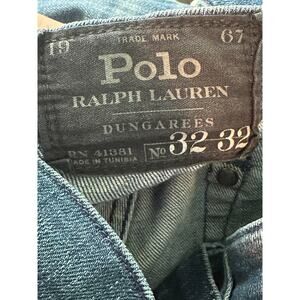 19 TRADE MARK 67
Polo
RALPH LAUREN
DUNGAREES
RN 41381
MADE IN TUNISIA
No 32 32